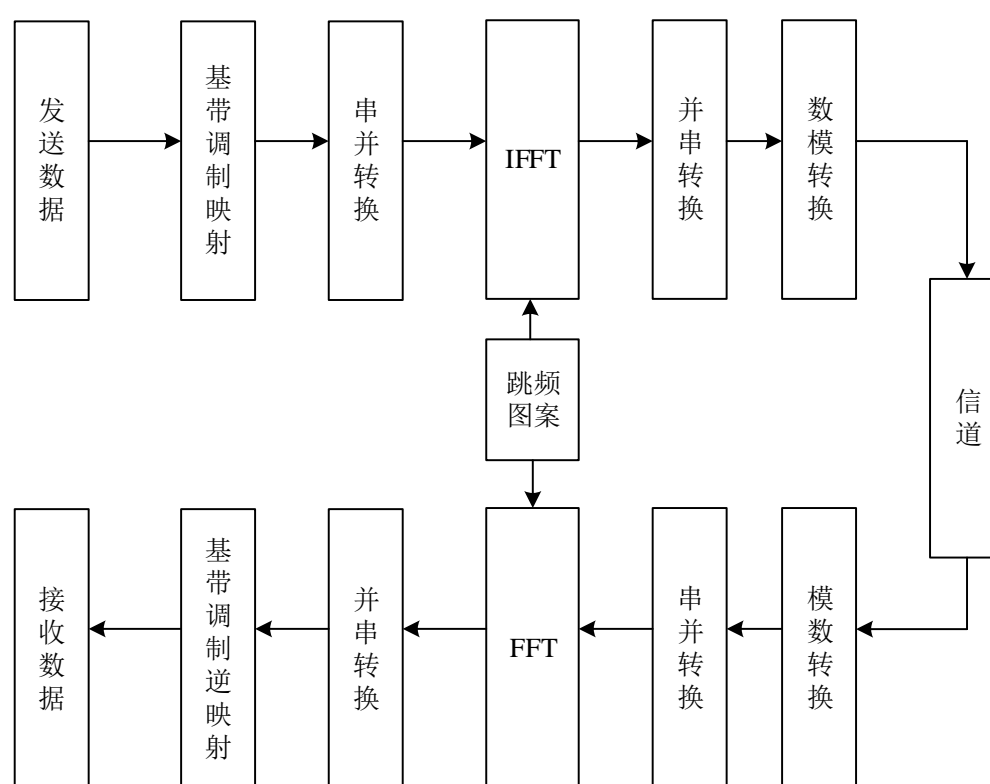 发送数据
基带调制映射
串并转换
IFFT
并串转换
数模转换
跳频
图案
信道
接收数据
基带调制逆映射
并串转换
FFT
串并转换
模数转换